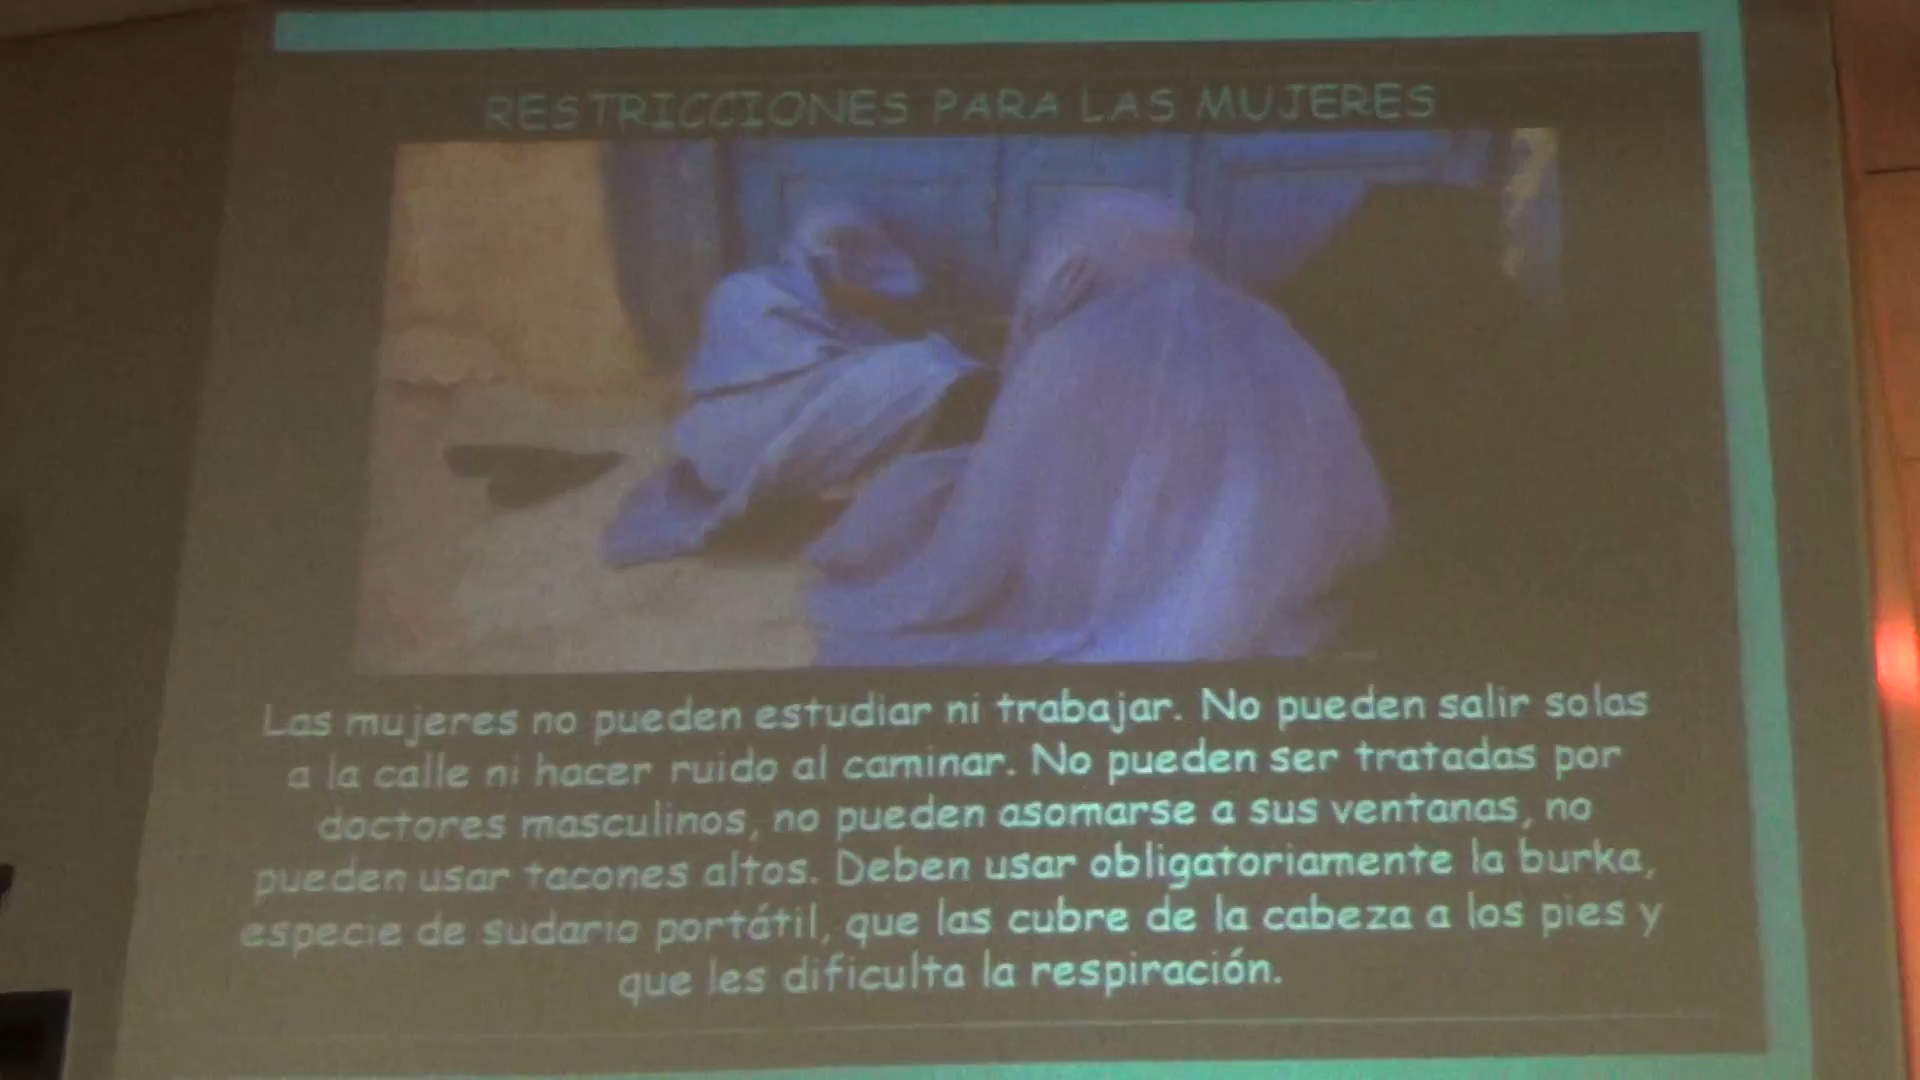 RESTRICCIONES PARA LAS MUJERES
Las mujeres no pueden estudiar ni trabajar. No pueden salir solas
a la calle ni hacer ruido al caminar. No pueden ser tratadas por
doctores masculinos, no pueden asomarse a sus ventanas, no
pueden usar tacones altos. Deben usar obligatoriamente la burka,
especie de sudario portátil, que las cubre de la cabeza a los pies y
que les dificulta la respiración.